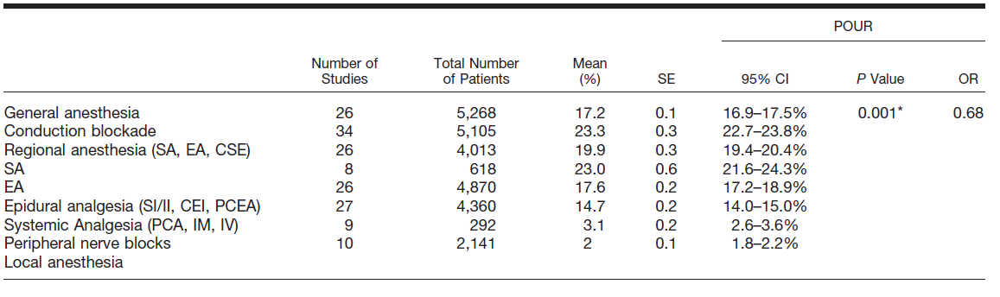 POUR
Number of Studies Total Number of Patients Mean (%) SE 95% CI P Value OR
General anesthesia 26 5,268 17.2 0.1 16.9–17.5% 0.001* 0.68
Conduction blockade 34 5,105 23.3 0.3 22.7–23.8%
Regional anesthesia (SA, EA, CSE) 26 4,013 19.9 0.3 19.4–20.4%
SA 8 618 23.0 0.6 21.6–24.3%
EA 26 4,870 17.6 0.2 17.2–18.9%
Epidural analgesia (SI/II, CEI, PCEA) 27 4,360 14.7 0.2 14.0–15.0%
Systemic Analgesia (PCA, IM, IV) 9 292 3.1 0.2 2.6–3.6%
Peripheral nerve blocks 10 2,141 2 0.1 1.8–2.2%
Local anesthesia